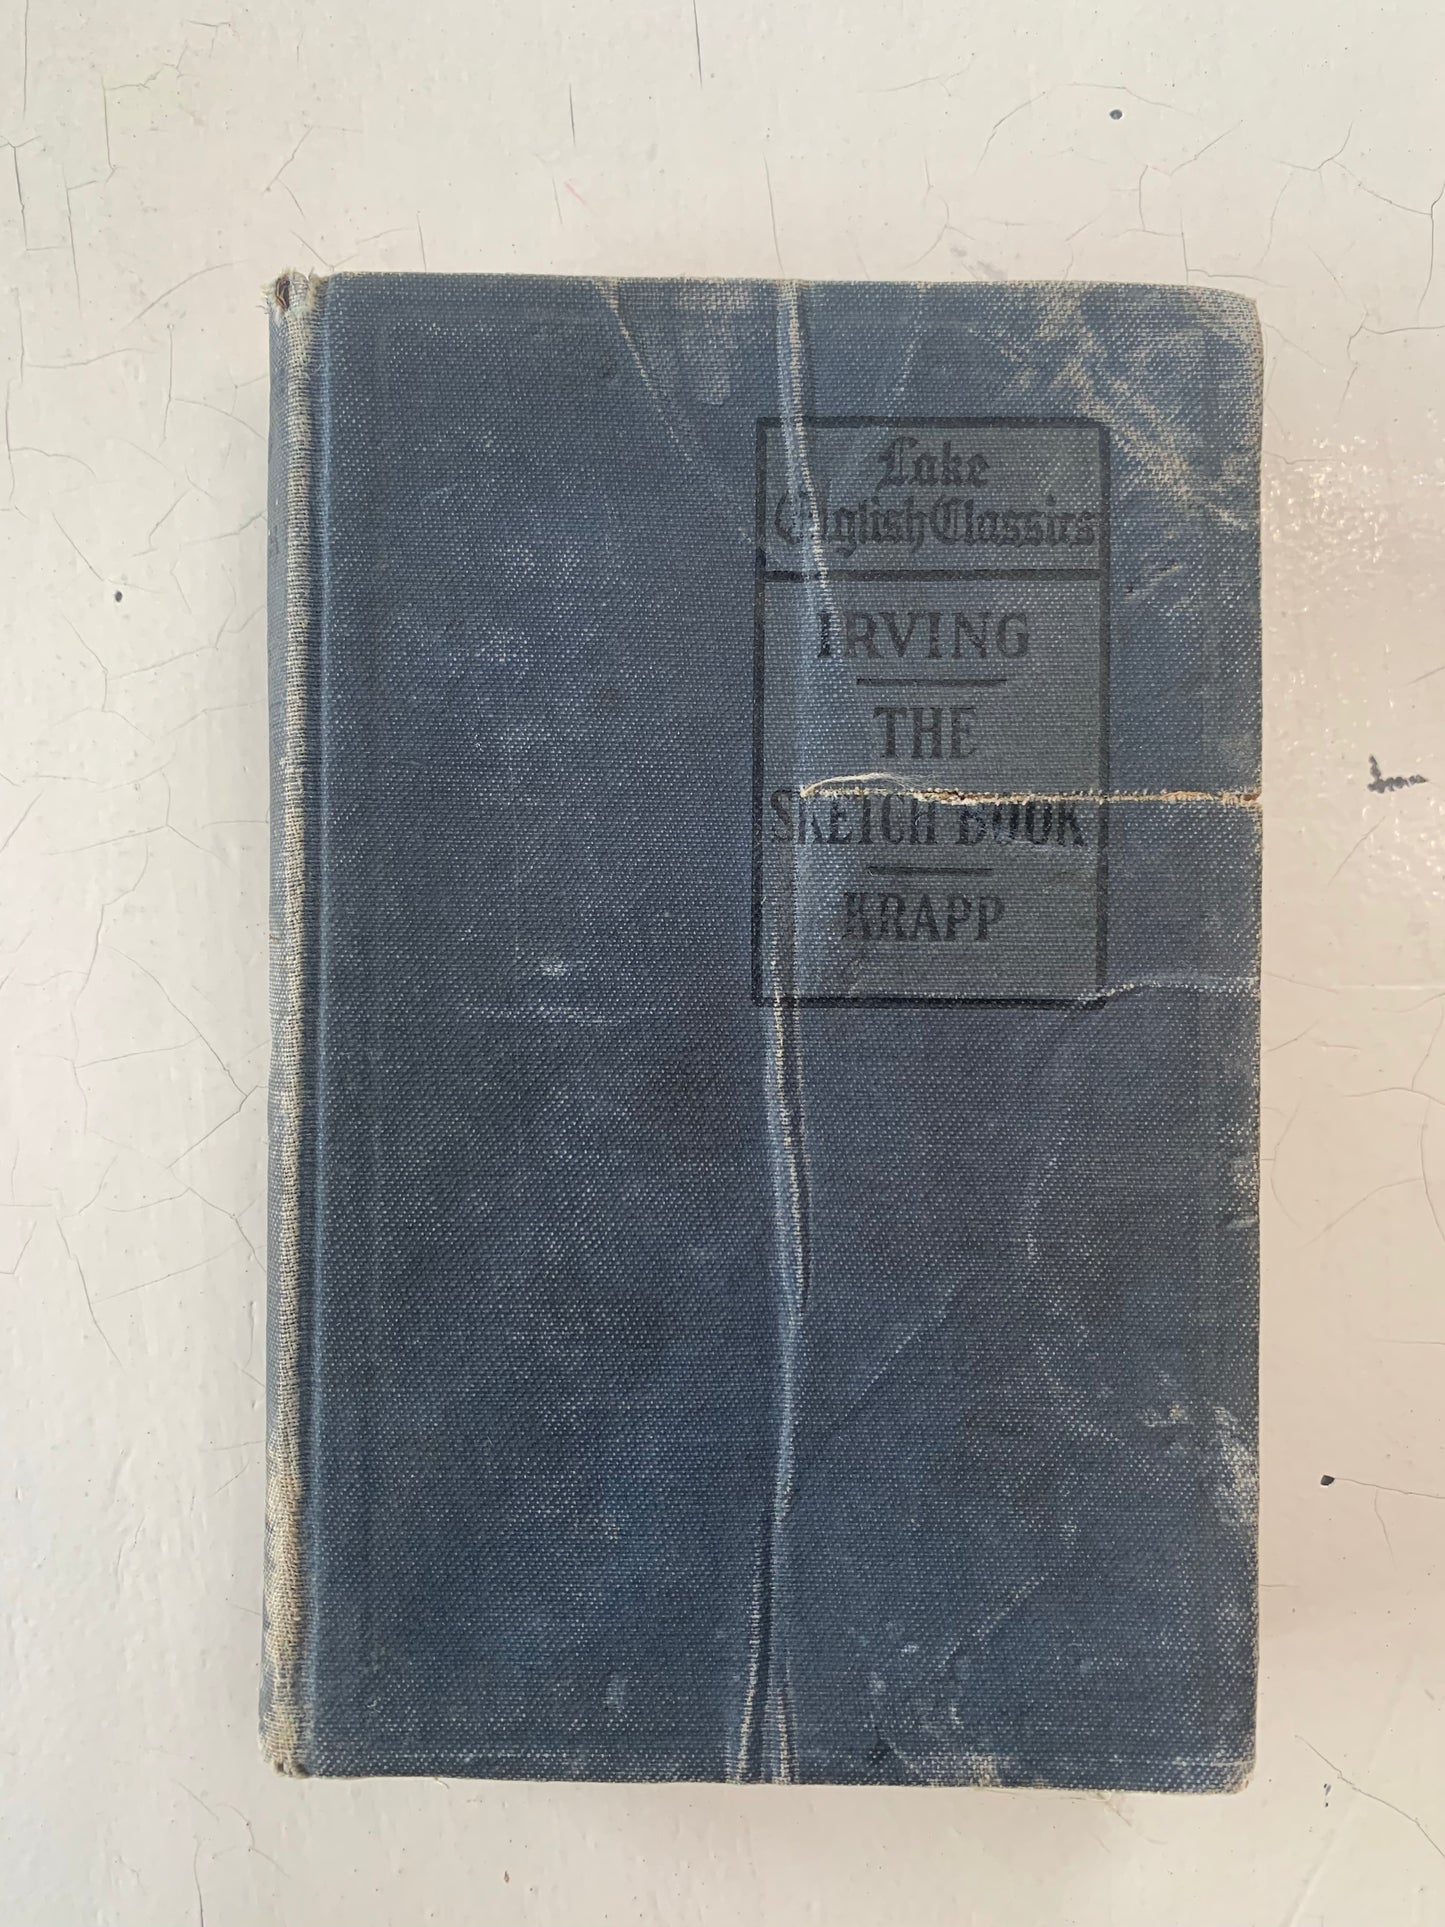 Lake
English Classics
IRVING
THE
SKETCH BOOK
KRAPP